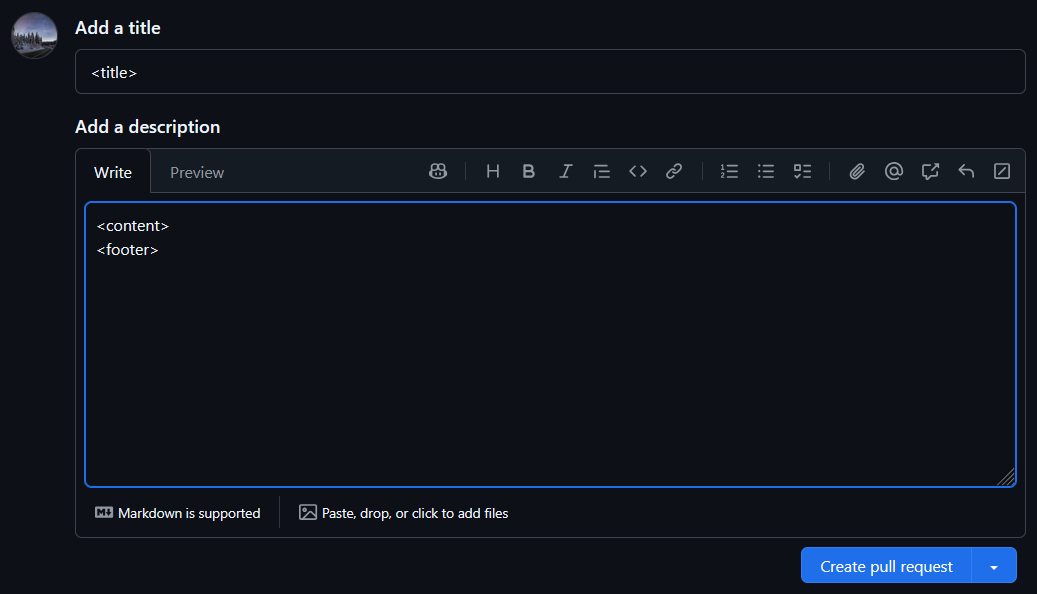 Add a title
<title>
Add a description
Write Preview
<content>
<footer>
Markdown is supported Paste, drop, or click to add files
Create pull request